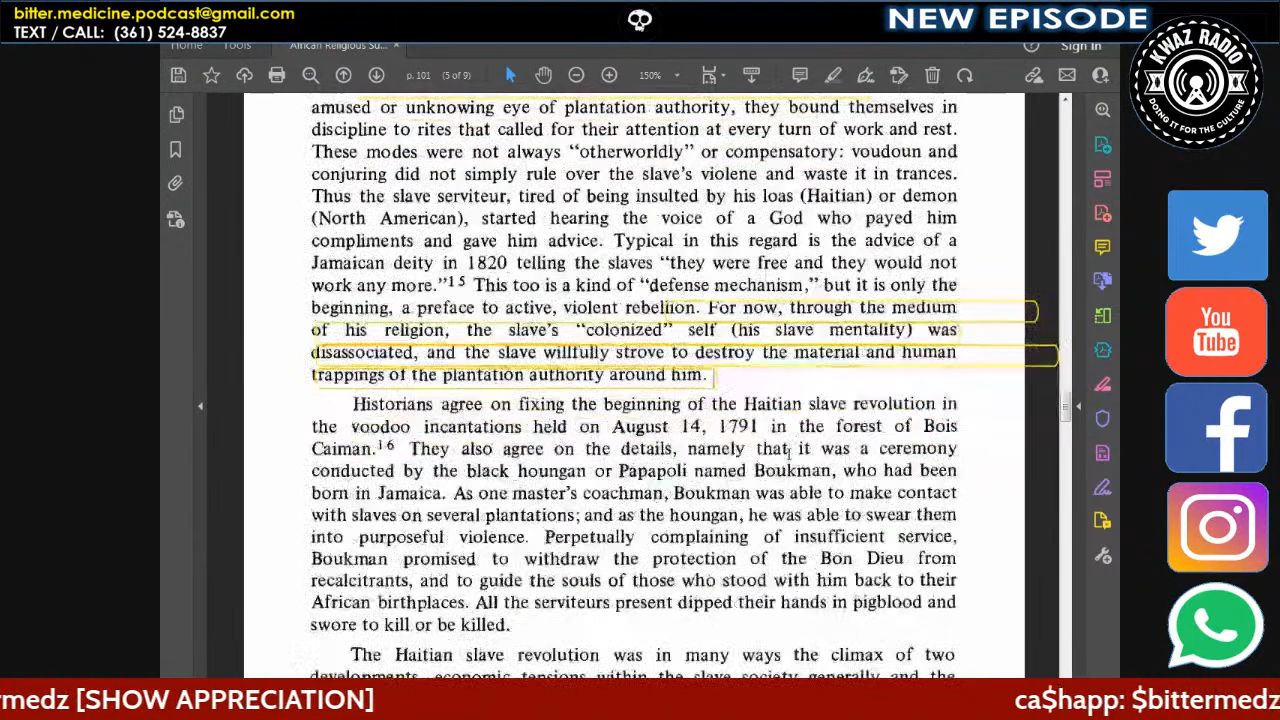 bitter.medicine.podcast@gmail.com
TEXT / CALL: (361) 524-8837
NEW EPISODE
KWAZ RADIO
DOING IT FOR THE CULTURE
Home
Tools
African Religious Su...
×
Sign In
p. 101
(5 of 9)
150%
amused or unknowing eye of plantation authority, they bound themselves in
discipline to rites that called for their attention at every turn of work and rest.
These modes were not always “otherworldly” or compensatory: voudoun and
conjuring did not simply rule over the slave's violene and waste it in trances.
Thus the slave serviteur, tired of being insulted by his loas (Haitian) or demon
(North American), started hearing the voice of a God who payed him
compliments and gave him advice. Typical in this regard is the advice of a
Jamaican deity in 1820 telling the slaves “they were free and they would not
work any more.”15 This too is a kind of “defense mechanism,” but it is only the
beginning, a preface to active, violent rebellion. For now, through the medium
of his religion, the slave's “colonized” self (his slave mentality) was
disassociated, and the slave willfully strove to destroy the material and human
trappings of the plantation authority around him.
Historians agree on fixing the beginning of the Haitian slave revolution in
the voodoo incantations held on August 14, 1791 in the forest of Bois
Caiman.16 They also agree on the details, namely that it was a ceremony
conducted by the black houngan or Papapoli named Boukman, who had been
born in Jamaica. As one master's coachman, Boukman was able to make contact
with slaves on several plantations; and as the houngan, he was able to swear them
into purposeful violence. Perpetually complaining of insufficient service,
Boukman promised to withdraw the protection of the Bon Dieu from
recalcitrants, and to guide the souls of those who stood with him back to their
African birthplaces. All the serviteurs present dipped their hands in pigblood and
swore to kill or be killed.
The Haitian slave revolution was in many ways the climax of two
developments, economic tensions within the slave society generally and the
You
Tube
rmedz [SHOW APPRECIATION]
ca$happ: $bittermedz